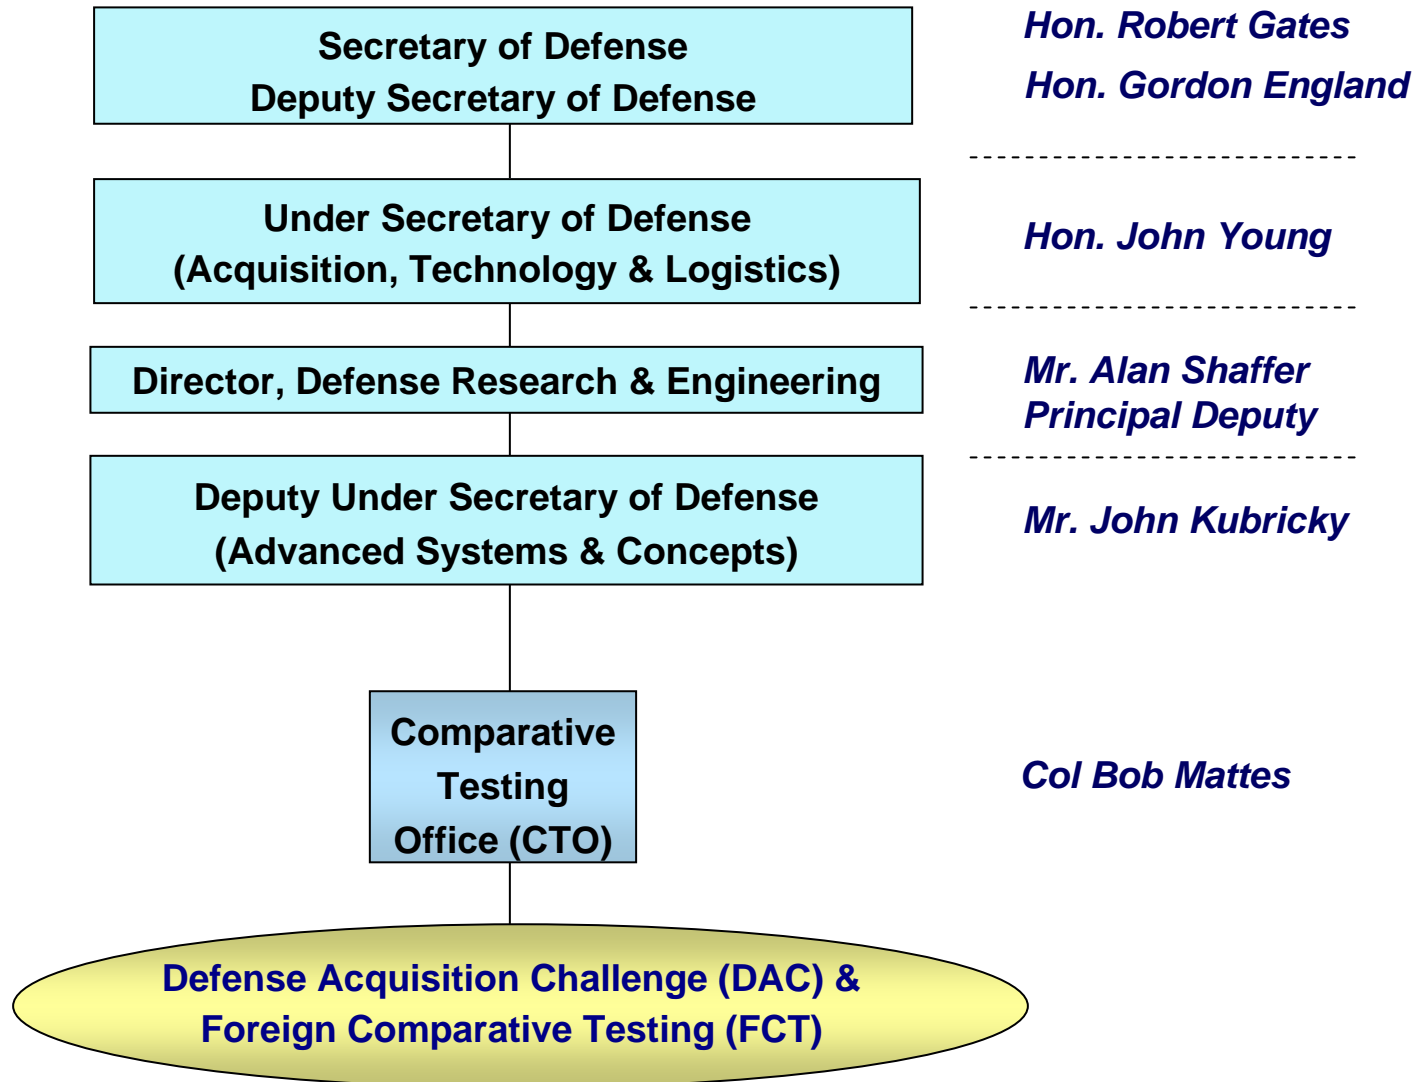 Secretary of Defense
Deputy Secretary of Defense
Hon. Robert Gates
Hon. Gordon England
Under Secretary of Defense
(Acquisition, Technology & Logistics)
Hon. John Young
Director, Defense Research & Engineering
Mr. Alan Shaffer
Principal Deputy
Deputy Under Secretary of Defense
(Advanced Systems & Concepts)
Mr. John Kubricky
Comparative
Testing
Office (CTO)
Col Bob Mattes
Defense Acquisition Challenge (DAC) &
Foreign Comparative Testing (FCT)